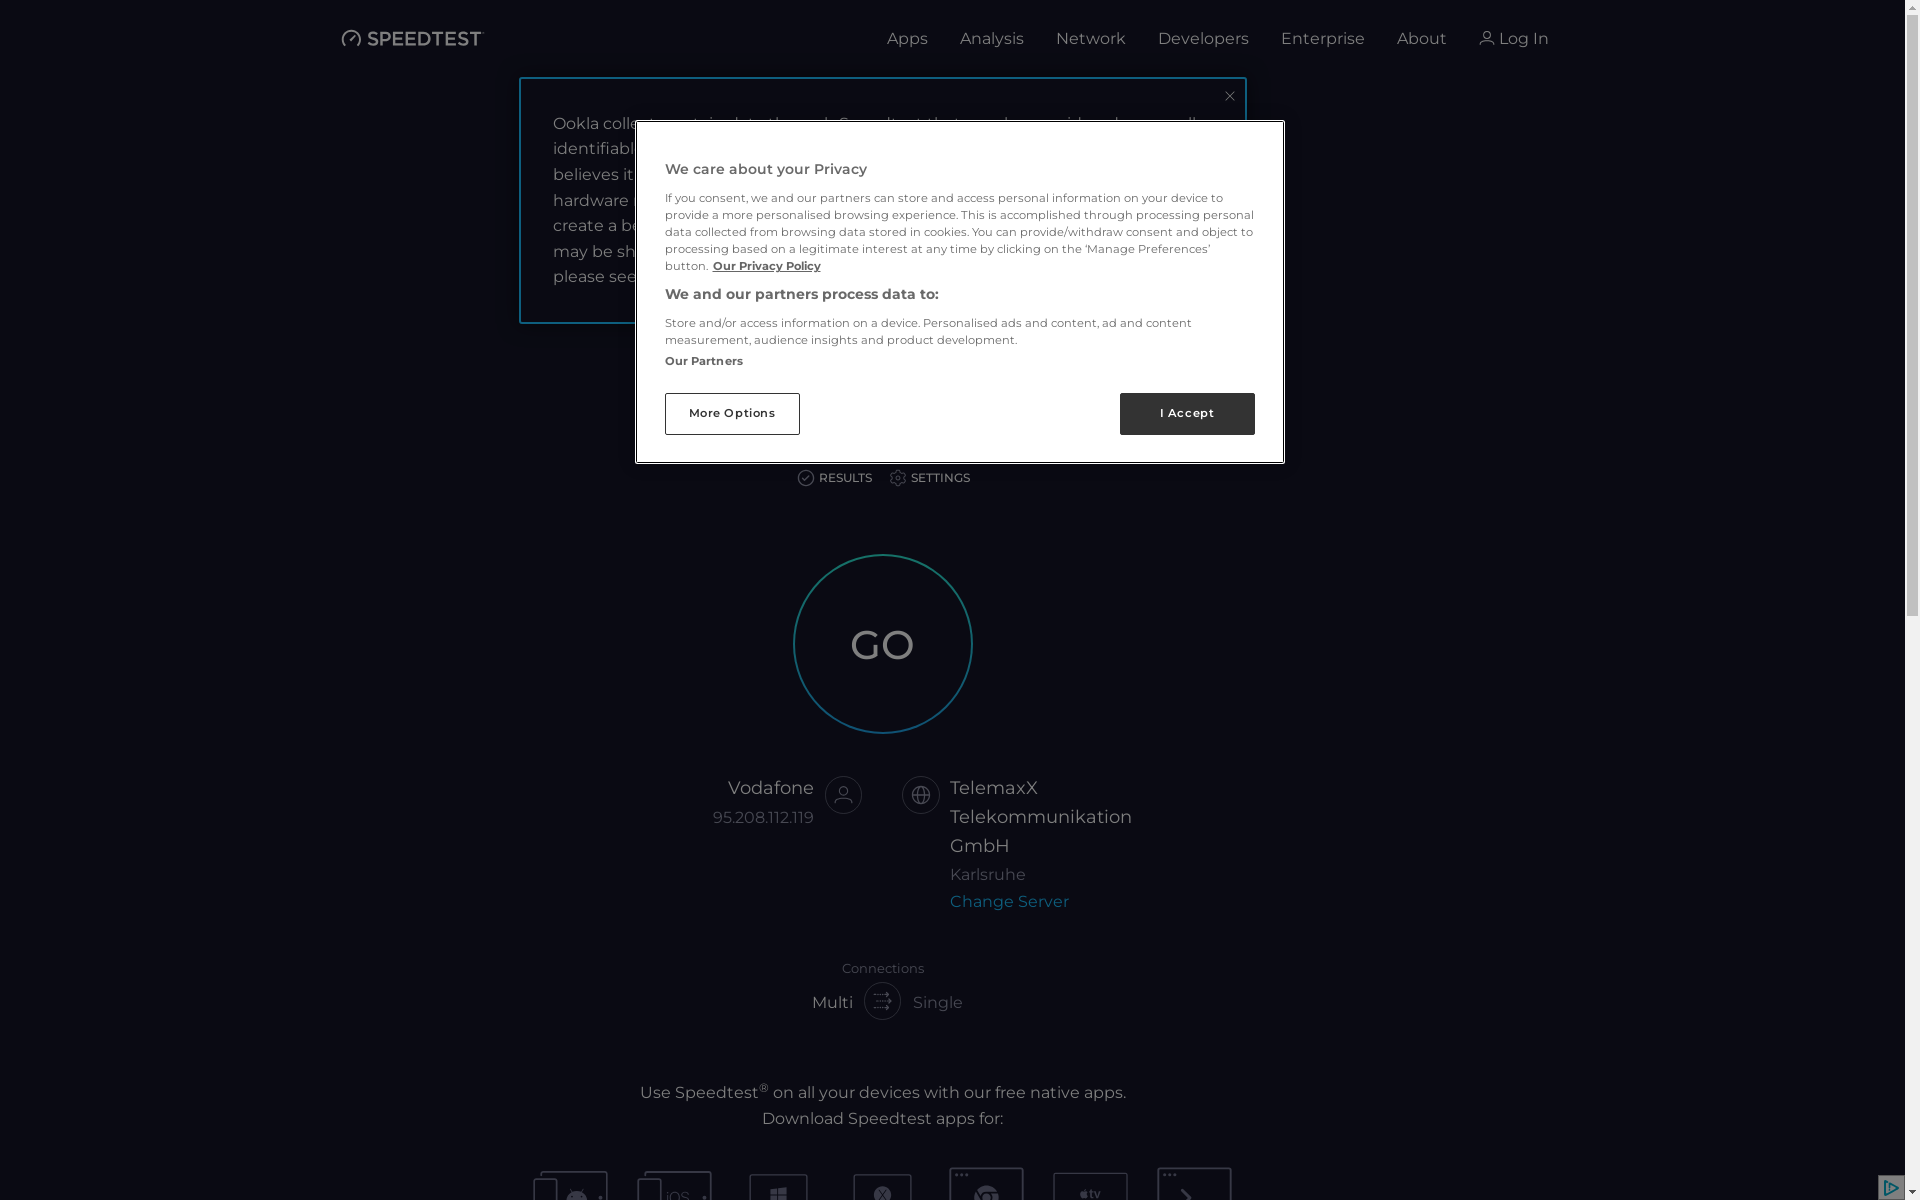 SPEEDTEST
Apps Analysis Network Developers Enterprise About Log In
Ookla
identifiabl
believes it
hardware
create a be
may be sh
please see
We care about your Privacy
If you consent, we and our partners can store and access personal information on your device to
provide a more personalised browsing experience. This is accomplished through processing personal
data collected from browsing data stored in cookies. You can provide/withdraw consent and object to
processing based on a legitimate interest at any time by clicking on the ‘Manage Preferences’
button. Our Privacy Policy
We and our partners process data to:
Store and/or access information on a device. Personalised ads and content, ad and content
measurement, audience insights and product development.
Our Partners
More Options
I Accept
RESULTS SETTINGS
GO
Vodafone
95.208.112.119
TelemaxX
Telekommunikation
GmbH
Karlsruhe
Change Server
Connections
Multi Single
Use Speedtest® on all your devices with our free native apps.
Download Speedtest apps for:
iOS
tv